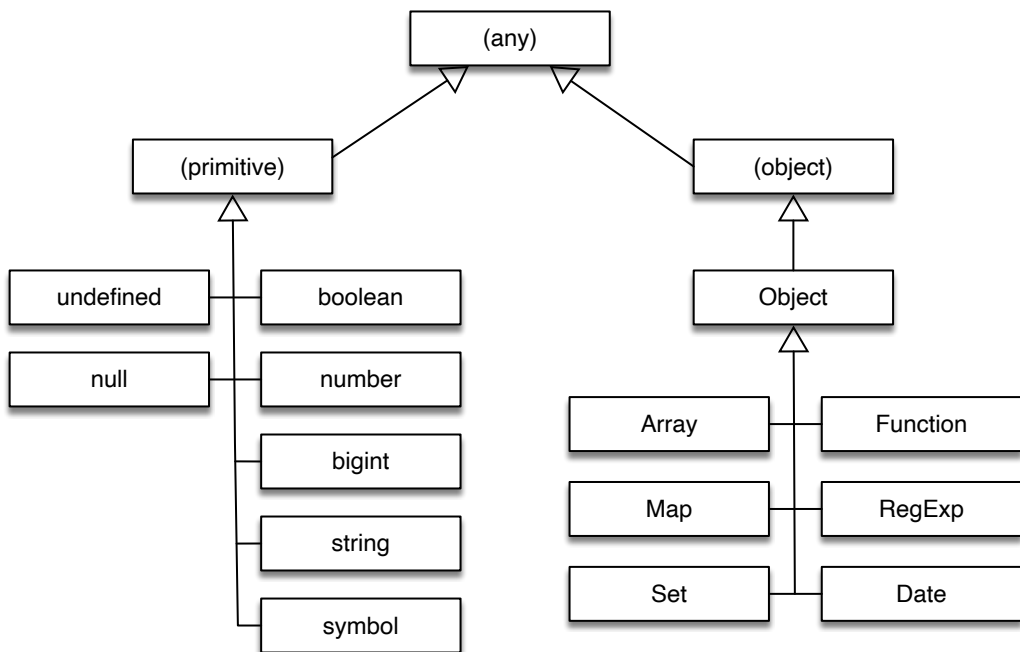 (any)
(primitive)
(object)
undefined
boolean
Object
null
number
Array
Function
bigint
Map
RegExp
string
Set
Date
symbol